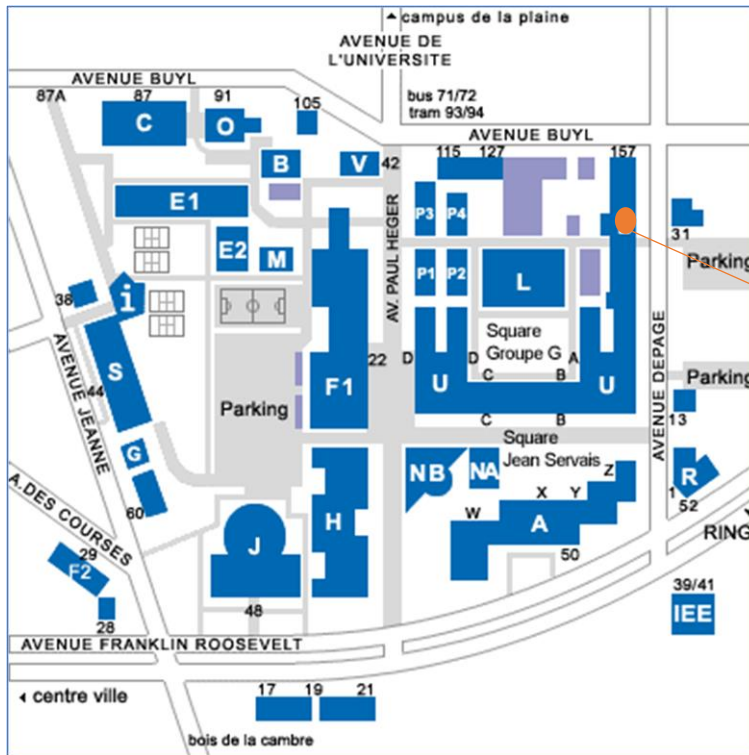 campus de la plaine
AVENUE DE
L'UNIVERSITE
AVENUE BUYL
87A
87
91
105
bus 71/72
tram 93/94
AVENUE BUYL
C
O
B
V
42
115
127
157
E1
P3
P4
31
E2
M
AV. PAUL HEGER
P1
P2
L
Parking
38
i
Square
Groupe G
AVENUE DEPAGE
S
44
AVENUE JEANNE
Parking
F1
22
D
D
C
B
A
U
U
Parking
13
C
B
Square
Jean Servais
G
60
NB
NA
Z
R
1
52
A.DES COURSES
H
W
X
Y
A
50
RING
29
F2
J
28
48
39/41
IEE
AVENUE FRANKLIN ROOSEVELT
centre ville
17
19
21
bois de la cambre